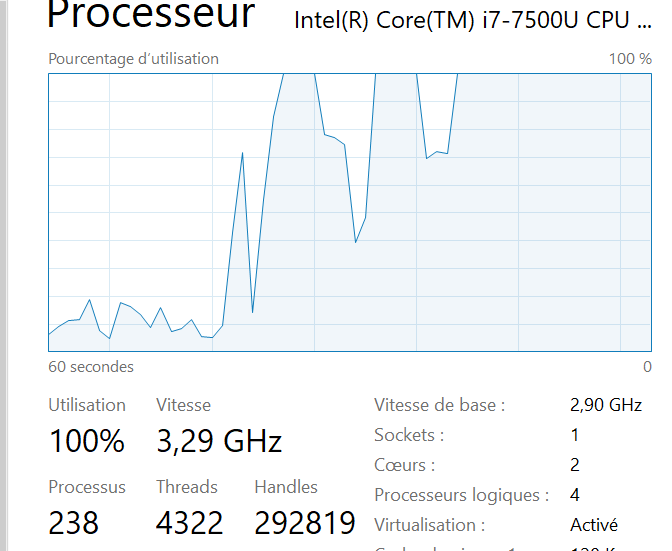 Processeur Intel(R) Core(TM) i7-7500U CPU ...
Pourcentage d’utilisation 100 %
60 secondes 0
Utilisation Vitesse
100% 3,29 GHz
Processus Threads Handles
238 4322 292819
Vitesse de base : 2,90 GHz
Sockets : 1
Cœurs : 2
Processeurs logiques : 4
Virtualisation : Activé